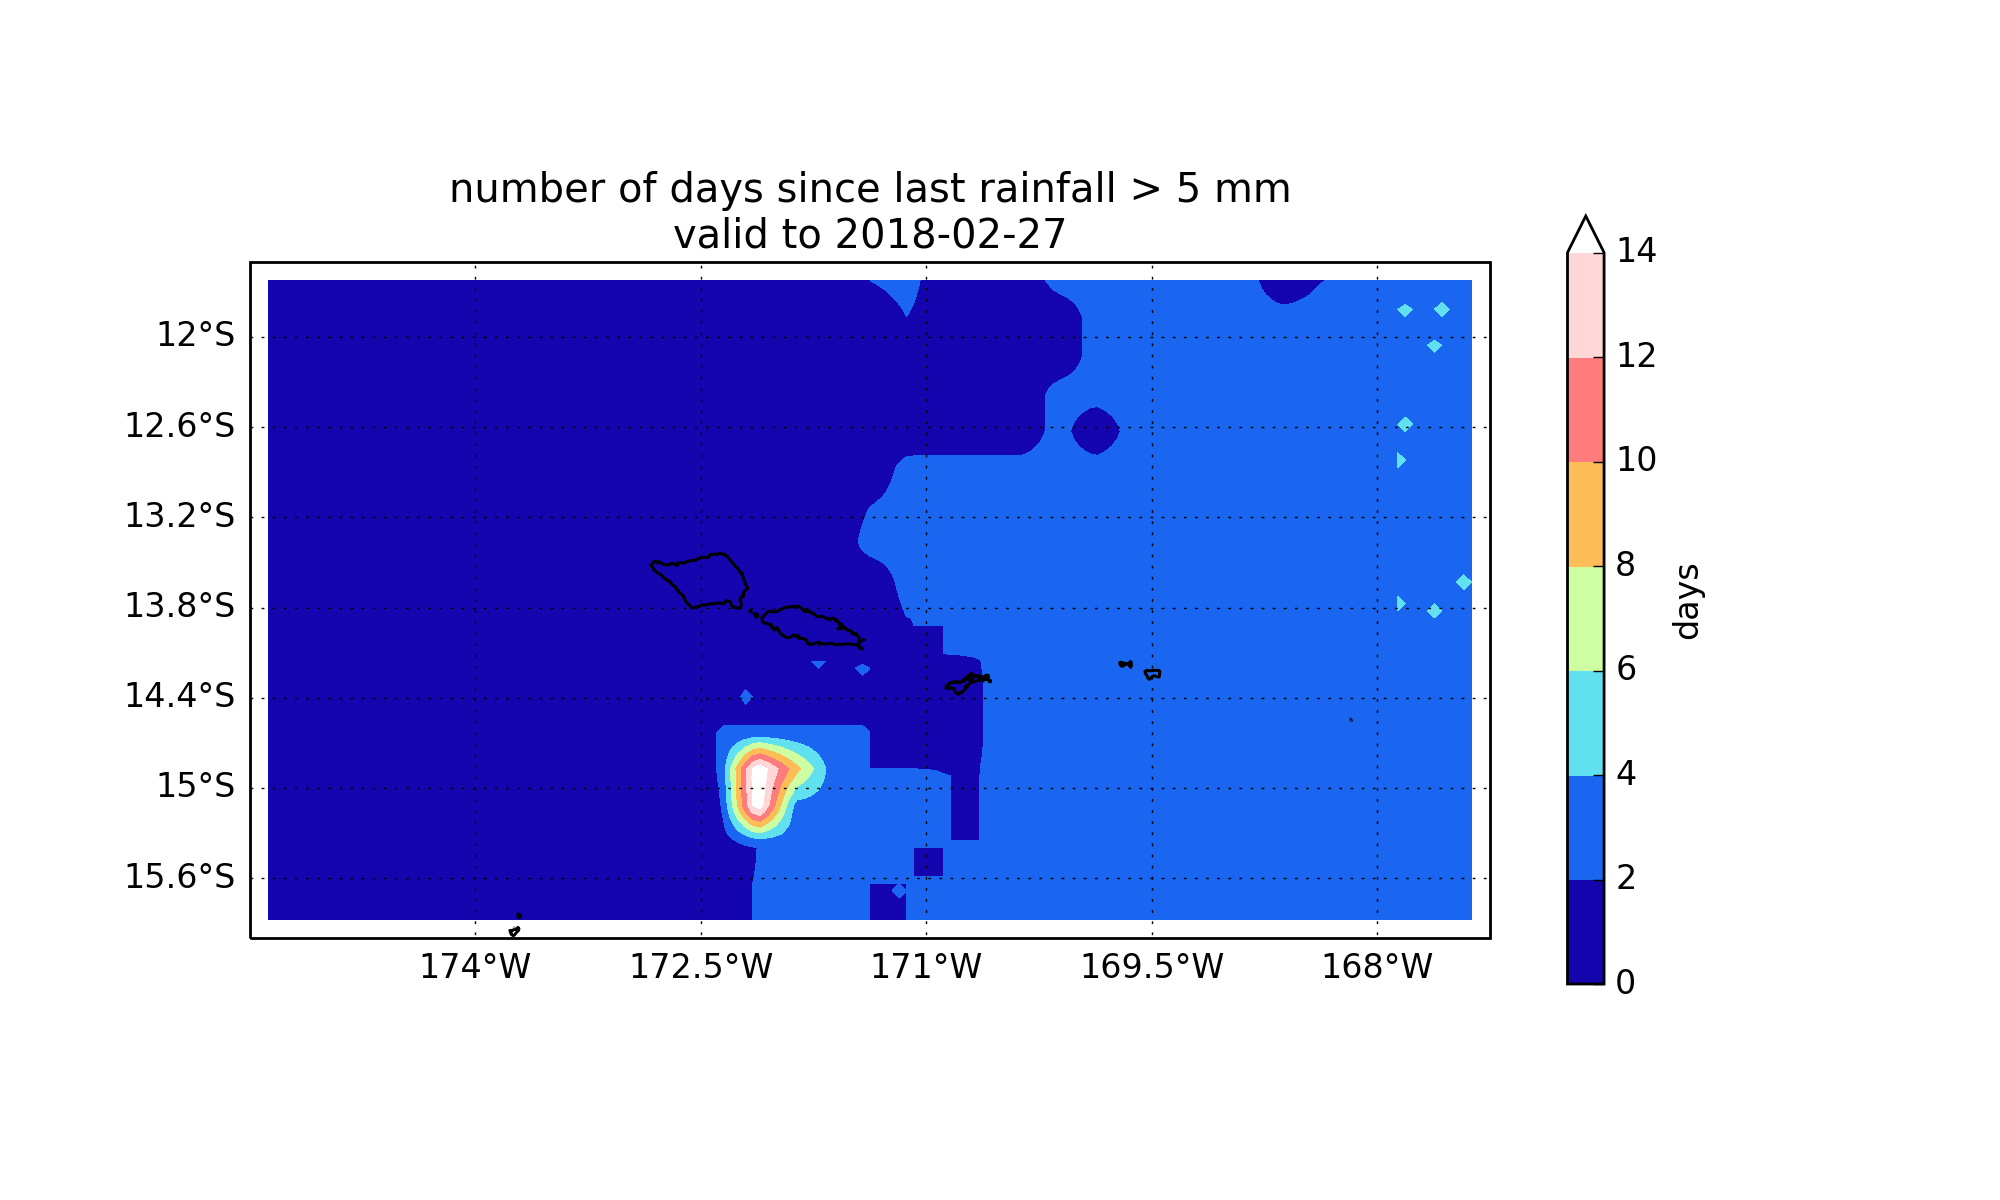 number of days since last rainfall > 5 mm
valid to 2018-02-27
12°S
12.6°S
13.2°S
13.8°S
14.4°S
15°S
15.6°S
174°W
172.5°W
171°W
169.5°W
168°W
14
12
10
8
6
4
2
0
days